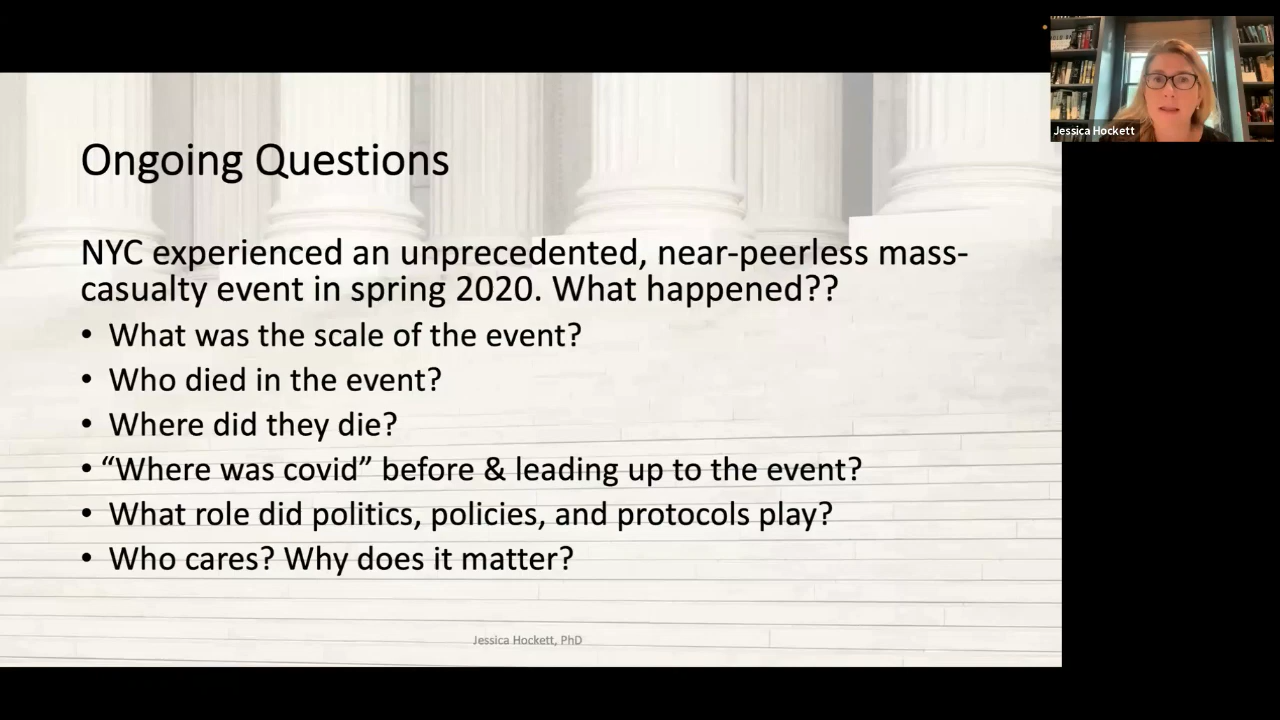 Jessica Hockett
Ongoing Questions
NYC experienced an unprecedented, near-peerless mass-
casualty event in spring 2020. What happened??
• What was the scale of the event?
• Who died in the event?
• Where did they die?
• “Where was covid” before & leading up to the event?
• What role did politics, policies, and protocols play?
• Who cares? Why does it matter?
Jessica Hockett, PhD